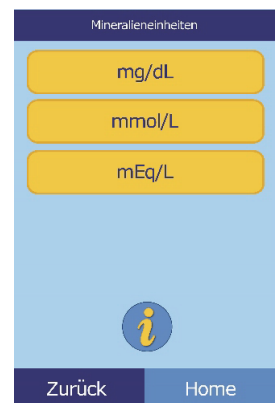 Mineralieneinheiten
mg/dL
mmol/L
mEq/L
i
Zurück Home